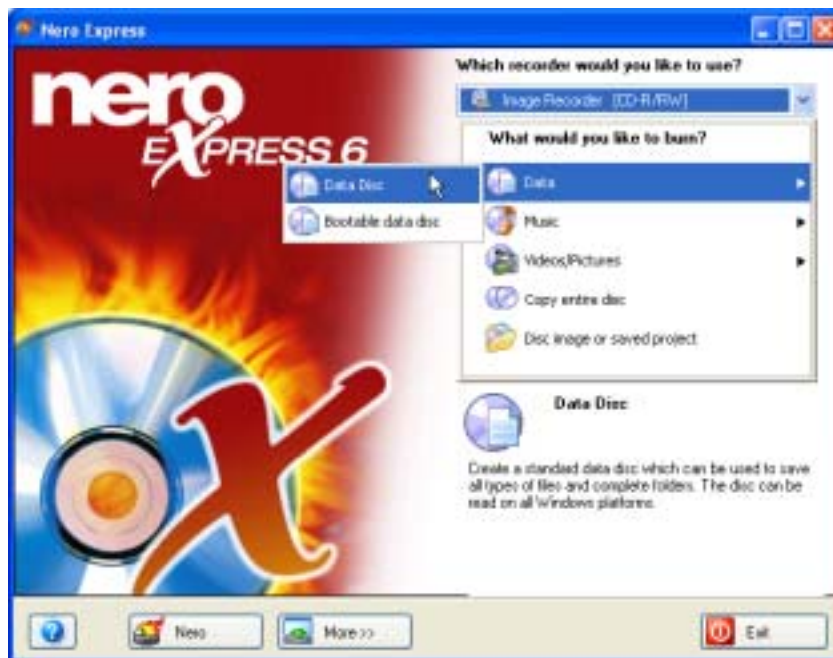 Nero Express
nero
EXPRESS 6
Which recorder would you like to use?
Image Recorder [CD-R/RW]
What would you like to burn?
Data
Data Disc
Bootable data disc
Music
Videos/Pictures
Copy entire disc
Disc image or saved project
Data Disc
Create a standard data disc which can be used to save
all types of files and complete folders. The disc can be
read on all Windows platforms.
Nero
More >>
Exit